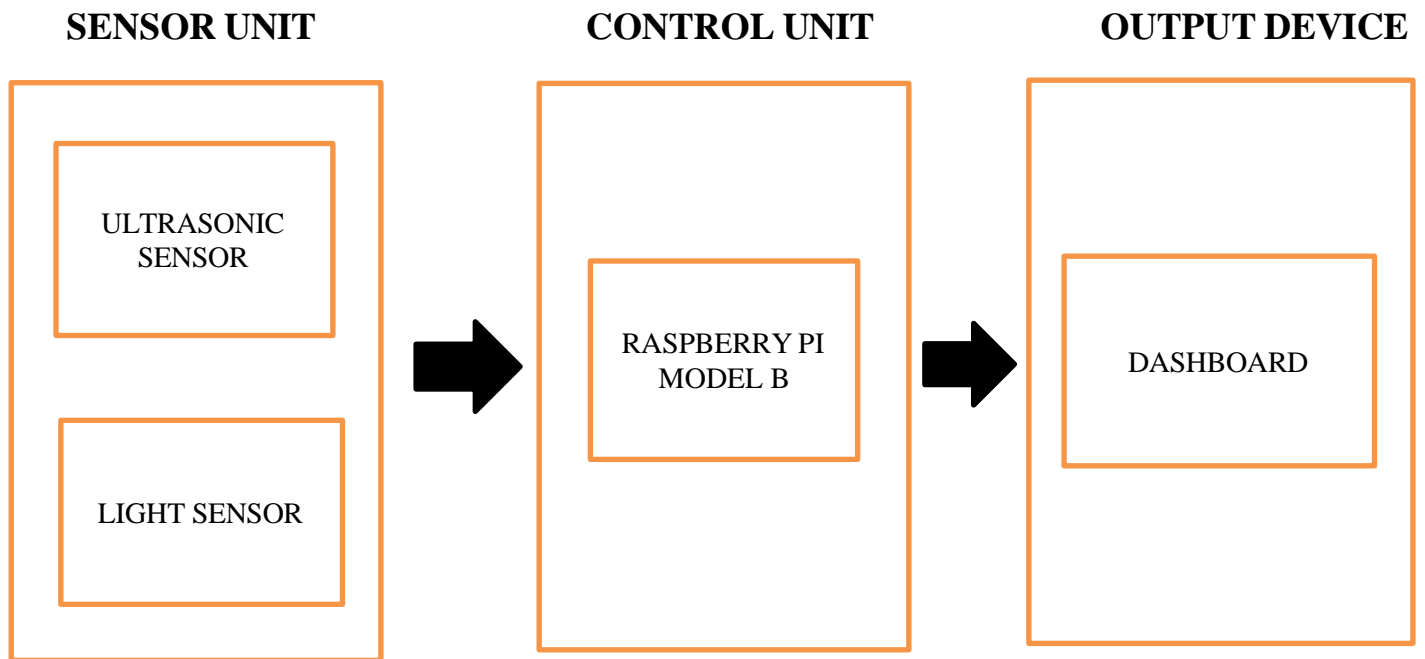 SENSOR UNIT
CONTROL UNIT
OUTPUT DEVICE
ULTRASONIC
SENSOR
LIGHT SENSOR
RASPBERRY PI
MODEL B
DASHBOARD